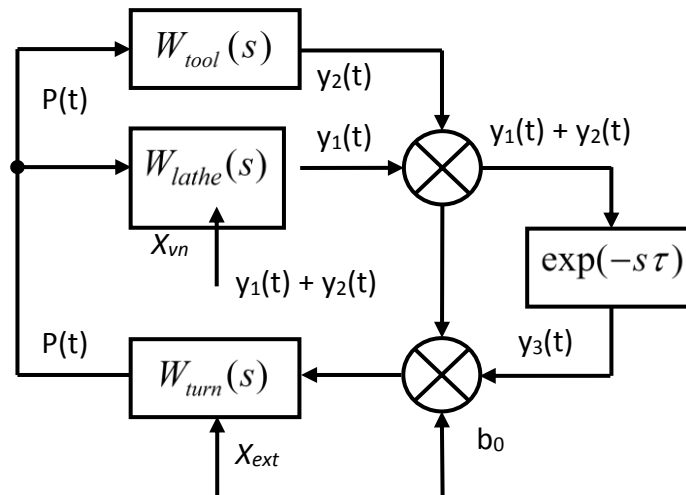 W_tool(s)
y₂(t)
P(t)
y₁(t)
y₁(t) + y₂(t)
W_lathe(s)
X_vn
y₁(t) + y₂(t)
exp(−sτ)
P(t)
y₃(t)
W_turn(s)
X_ext
b₀